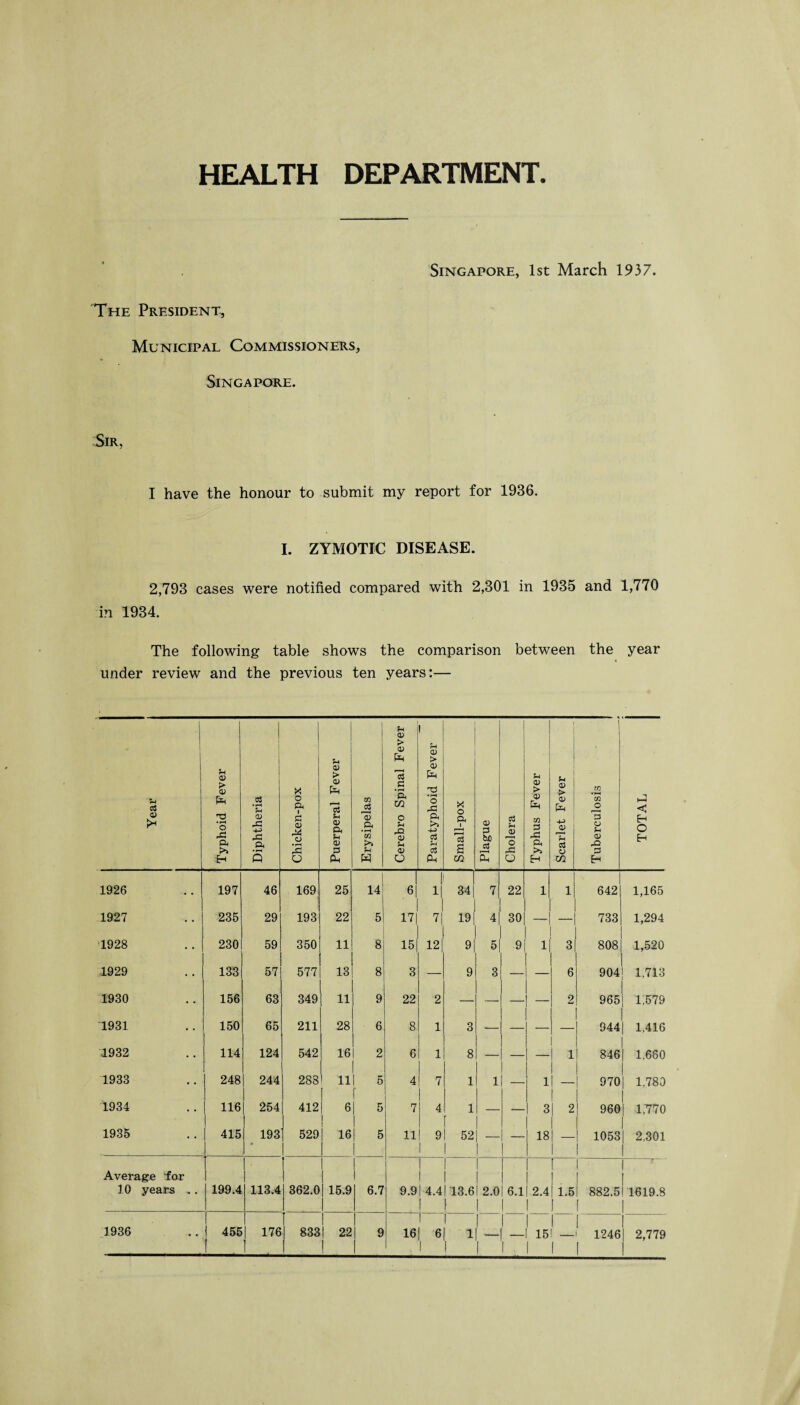 HEALTH DEPARTMENT.
SINGAPORE, 1st March 1937.
THE PRESIDENT,
MUNICIPAL COMMISSIONERS,
SINGAPORE.
SIR,
I have the honour to submit my report for 1936.
I. ZYMOTIC DISEASE.
2,793 cases were notified compared with 2,301 in 1935 and 1,770
in 1934.
The following table shows the comparison between the year
under review and the previous ten years:—
Year | Typhoid Fever | Diphtheria | Chicken-pox | Puerperal Fever | Erysipelas | Cerebro Spinal Fever | Paratyphoid Fever | Small-pox | Plague | Cholera | Typhus Fever | Scarlet Fever | Tuberculosis | TOTAL
1926 .. 197 46 169 25 14 6 1 34 7 22 1 1 642 1,165
1927 .. 235 29 193 22 5 17 7 19 4 30 — — 733 1,294
1928 .. 230 59 350 11 8 15 12 9 5 9 1 3 808 1,520
1929 .. 133 57 577 13 8 3 — 9 3 — — 6 904 1,713
1930 .. 156 63 349 11 9 22 2 — — — — 2 965 1,579
1931 .. 150 65 211 28 6 8 1 3 — — — — 944 1,416
1932 .. 114 124 542 16 2 6 1 8 — — — 1 846 1,660
1933 .. 248 244 288 11 5 4 7 1 1 — 1 — 970 1,780
1934 .. 116 254 412 6 5 7 4 1 — — 3 2 960 1,770
1935 .. 415 193 529 16 5 11 9 52 — — 18 — 1053 2,301
Average for
10 years .. 199.4 113.4 362.0 15.9 6.7 9.9 4.4 13.6 2.0 6.1 2.4 1.5 882.5 1619.8
1936 .. 455 176 833 22 9 16 6 1 — — 15 — 1246 2,779